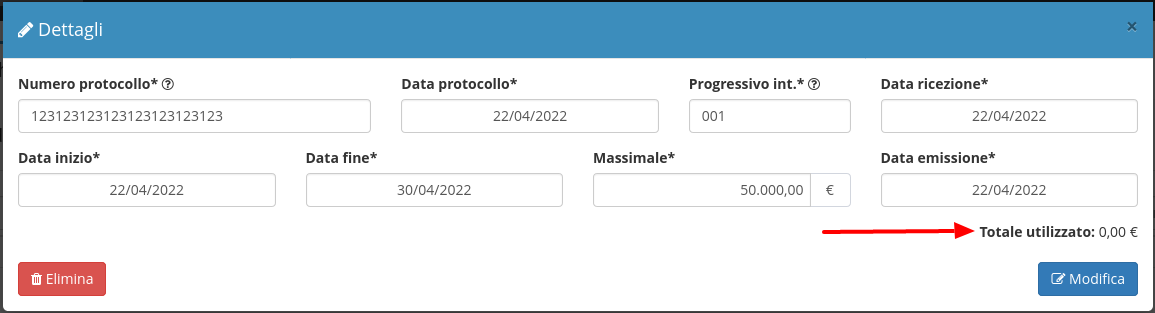 Dettagli
×
Numero protocollo* Data protocollo* Progressivo int.* Data ricezione*
123123123123123123123123 22/04/2022 001 22/04/2022
Data inizio* Data fine* Massimale* Data emissione*
22/04/2022 30/04/2022 50.000,00 € 22/04/2022
Totale utilizzato: 0,00 €
Elimina Modifica